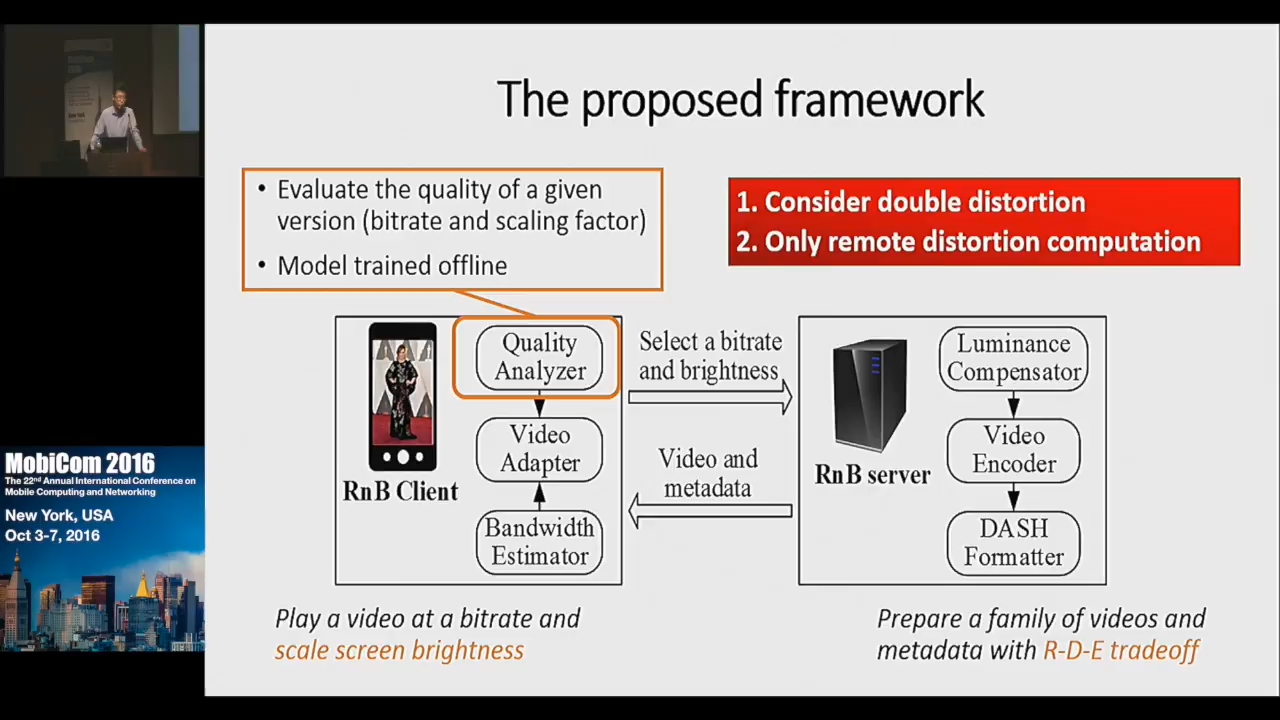 The proposed framework
• Evaluate the quality of a given
version (bitrate and scaling factor)
• Model trained offline
1. Consider double distortion
2. Only remote distortion computation
Quality
Analyzer
Video
Adapter
Bandwidth
Estimator
RnB Client
Select a bitrate
and brightness
Video and
metadata
RnB server
Luminance
Compensator
Video
Encoder
DASH
Formatter
Play a video at a bitrate and
scale screen brightness
Prepare a family of videos and
metadata with R-D-E tradeoff
MobiCom 2016
The 22nd Annual International Conference on
Mobile Computing and Networking
New York, USA
Oct 3-7, 2016